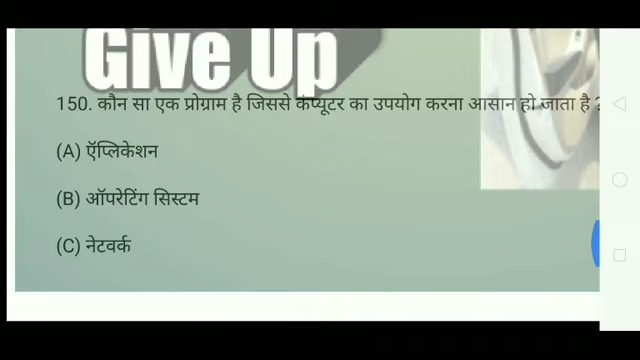 Give Up
150. कौन सा एक प्रोग्राम है जिससे कंप्यूटर का उपयोग करना आसान हो जाता है ?
(A) ऍप्लिकेशन
(B) ऑपरेटिंग सिस्टम
(C) नेटवर्क